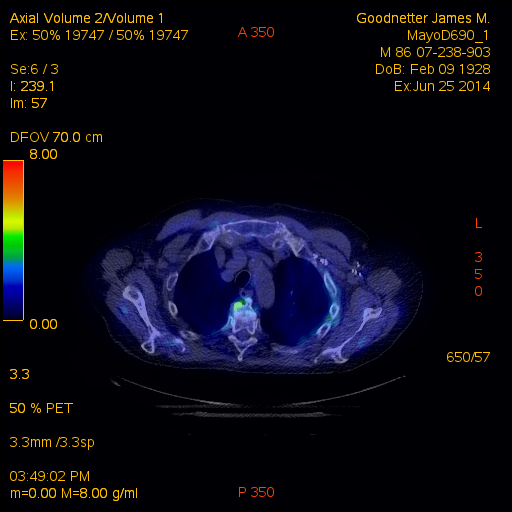 Axial Volume 2/Volume 1
Ex: 50% 19747 / 50% 19747
Se:6 / 3
I: 239.1
Im: 57
DFOV 70.0 cm
8.00
0.00
3.3
50 % PET
3.3mm /3.3sp
03:49:02 PM
m=0.00 M=8.00 g/ml
A 350
P 350
Goodnetter James M.
MayoD690_1
M 86 07-238-903
DoB: Feb 09 1928
Ex:Jun 25 2014
L
3
5
0
650/57